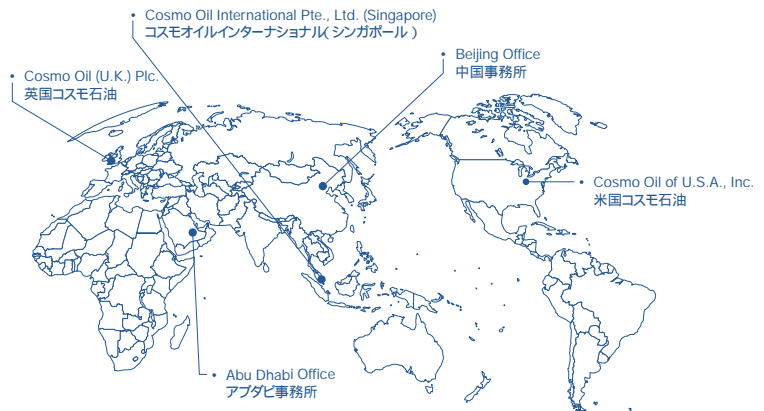 • Cosmo Oil International Pte., Ltd. (Singapore)
コスモオイルインターナショナル( シンガポール )
• Beijing Office
中国事務所
• Cosmo Oil (U.K.) Plc.
英国コスモ石油
• Cosmo Oil of U.S.A., Inc.
米国コスモ石油
• Abu Dhabi Office
アブダビ事務所